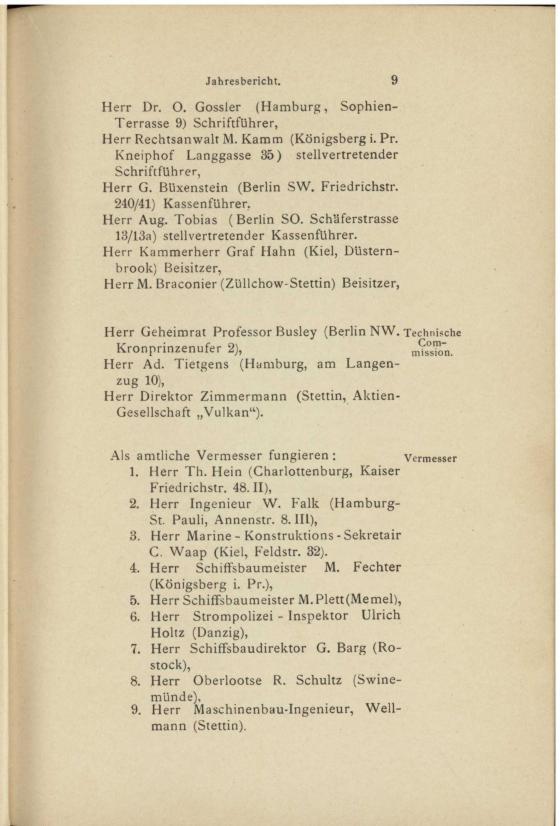 Jahresbericht. 9
Herr Dr. O. Gossler (Hamburg, Sophien-
Terrasse 9) Schriftführer,
Herr Rechtsanwalt M. Kamm (Königsberg i. Pr.
Kneiphof Langgasse 35) stellvertretender
Schriftführer,
Herr G. Büxenstein (Berlin SW. Friedrichstr.
240/41) Kassenführer.
Herr Aug. Tobias (Berlin SO. Schäferstrasse
13/13a) stellvertretender Kassenführer.
Herr Kammerherr Graf Hahn (Kiel, Düstern-
brook) Beisitzer,
Herr M. Braconier (Züllchow-Stettin) Beisitzer,
Herr Geheimrat Professor Busley (Berlin NW.
Kronprinzenufer 2),
Herr Ad. Tietgens (Hamburg, am Langen-
zug 10),
Herr Direktor Zimmermann (Stettin, Aktien-
Gesellschaft „Vulkan“).
Technische
Com-
mission.
Als amtliche Vermesser fungieren:
Vermesser
1. Herr Th. Hein (Charlottenburg, Kaiser
Friedrichstr. 48. II),
2. Herr Ingenieur W. Falk (Hamburg-
St. Pauli, Annenstr. 8. III),
3. Herr Marine-Konstruktions-Sekretair
C. Waap (Kiel, Feldstr. 32).
4. Herr Schiffsbaumeister M. Fechter
(Königsberg i. Pr.),
5. Herr Schiffsbaumeister M. Plett (Memel),
6. Herr Strompolizei-Inspektor Ulrich
Holtz (Danzig),
7. Herr Schiffsbaudirektor G. Barg (Ro-
stock),
8. Herr Oberlootse R. Schultz (Swine-
münde),
9. Herr Maschinenbau-Ingenieur, Well-
mann (Stettin).